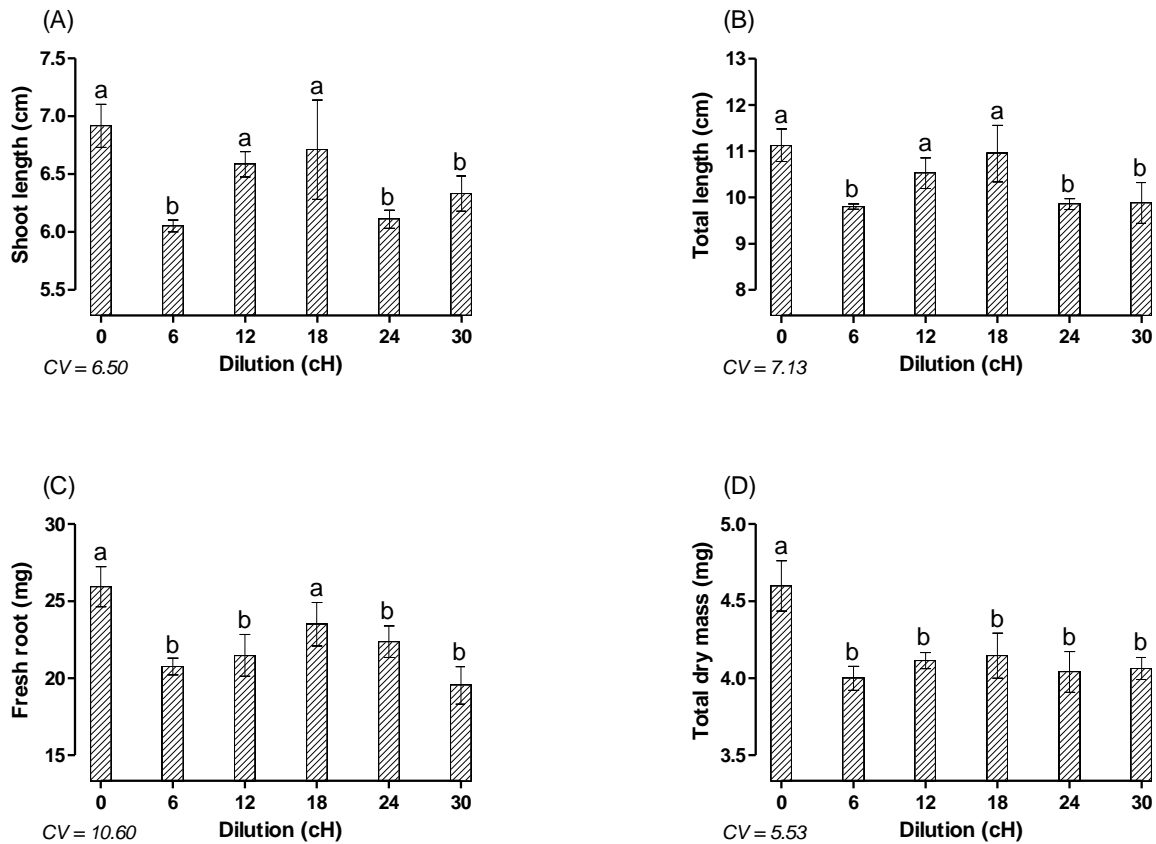 (A)
Shoot length (cm)
7.5
7.0
6.5
6.0
5.5
a
b
a
a
b
b
0 6 12 18 24 30
Dilution (cH)
CV = 6.50
(B)
Total length (cm)
13
12
11
10
9
8
a
b
a
a
b
b
0 6 12 18 24 30
Dilution (cH)
CV = 7.13
(C)
Fresh root (mg)
30
25
20
15
a
b
b
a
b
b
0 6 12 18 24 30
Dilution (cH)
CV = 10.60
(D)
Total dry mass (mg)
5.0
4.5
4.0
3.5
a
b
b
b
b
b
0 6 12 18 24 30
Dilution (cH)
CV = 5.53